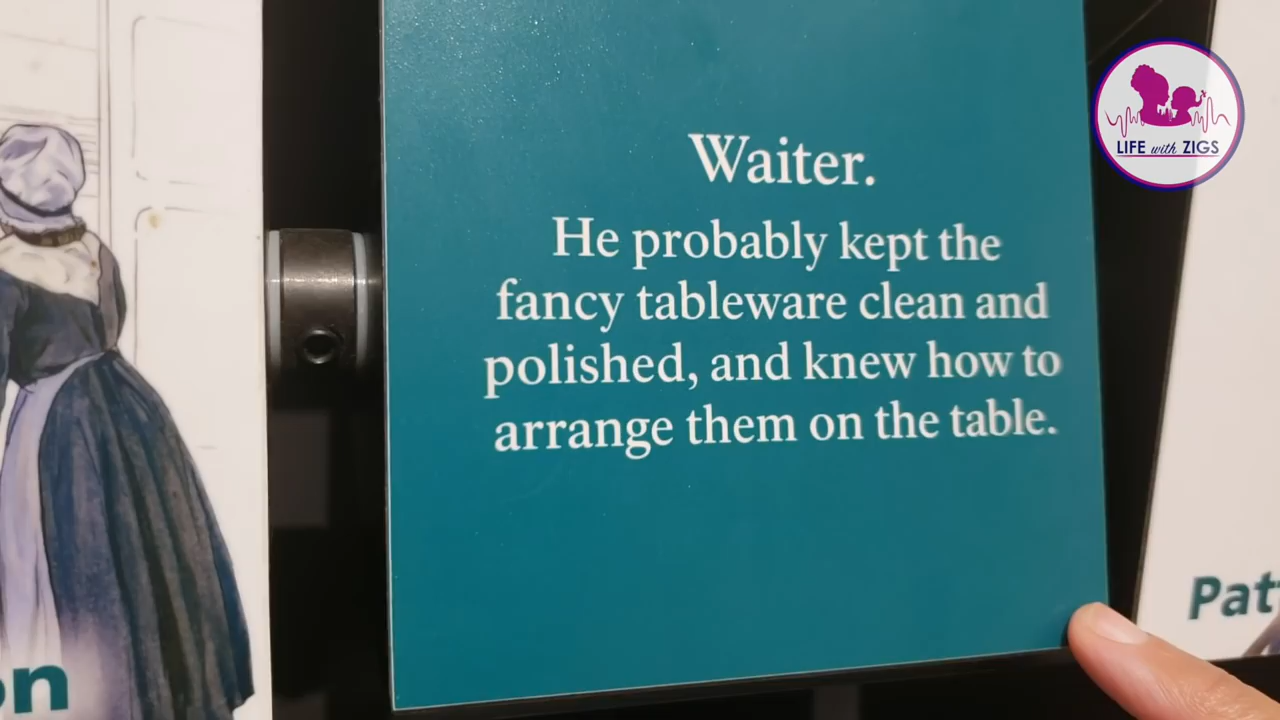 Waiter.
He probably kept the
fancy tableware clean and
polished, and knew how to
arrange them on the table.
LIFE with ZIGS
on
Pat